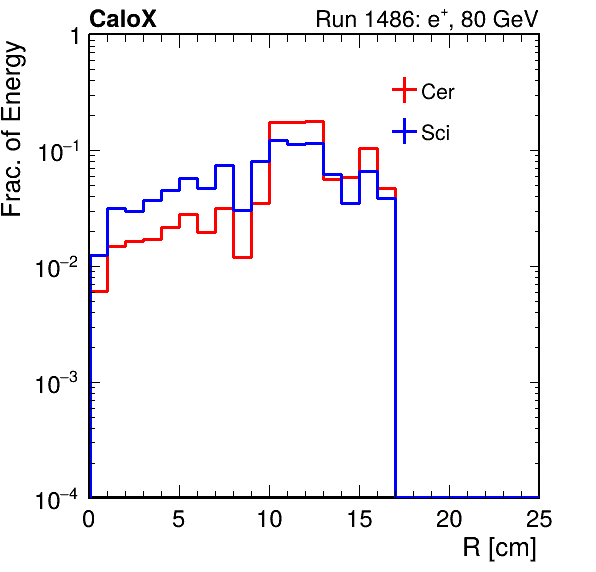 CaloX Run 1486: e⁺, 80 GeV
Frac. of Energy
1
10⁻¹
10⁻²
10⁻³
10⁻⁴
Cer
Sci
0 5 10 15 20 25
R [cm]